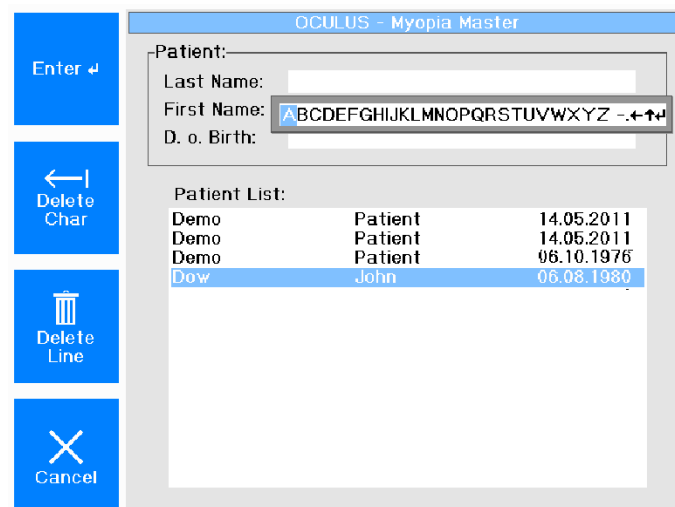 OCULUS - Myopia Master
Enter ↵
Patient:
Last Name:
First Name:
ABCDEFGHIJKLMNOPQRSTUVWXYZ -.←↑↵
D. o. Birth:
Delete
Char
Patient List:
Demo Patient 14.05.2011
Demo Patient 14.05.2011
Demo Patient 06.10.1976
Dow John 06.08.1980
Delete
Line
Cancel